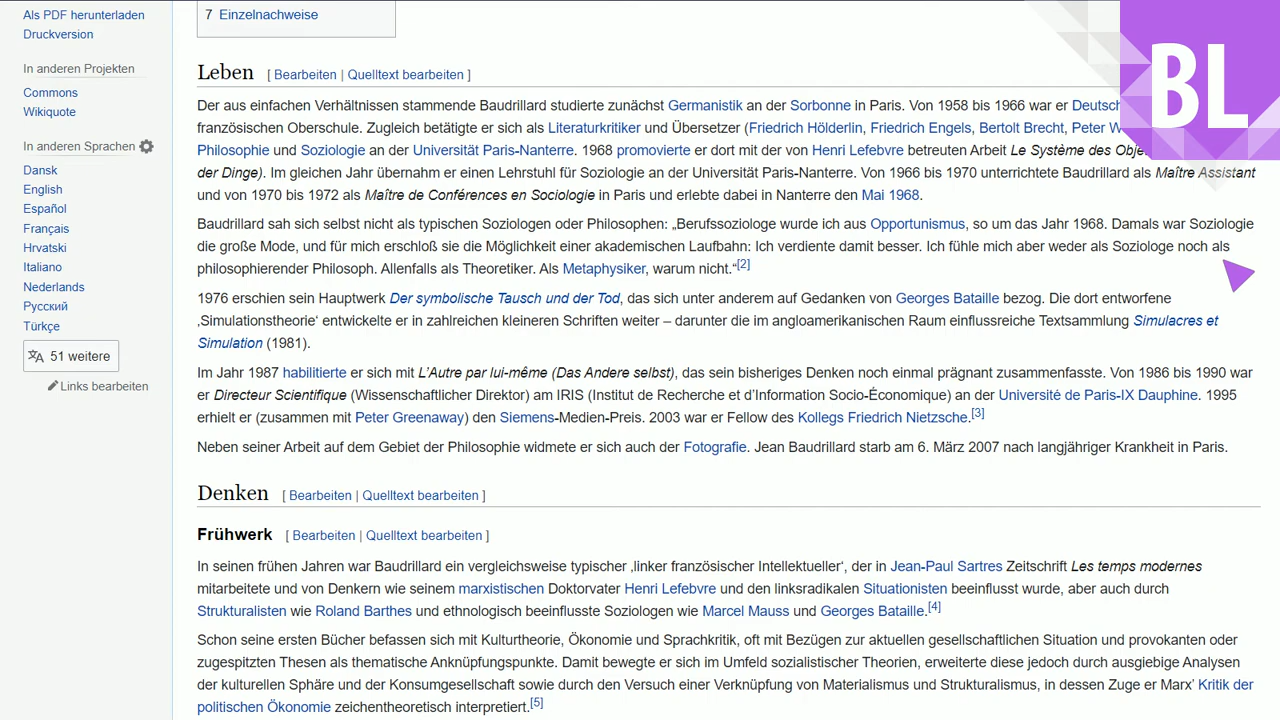 Als PDF herunterladen
Druckversion
In anderen Projekten
Commons
Wikiquote
In anderen Sprachen
Dansk
English
Español
Français
Hrvatski
Italiano
Nederlands
Русский
Türkçe
51 weitere
Links bearbeiten
7 Einzelnachweise
BL
Leben [ Bearbeiten | Quelltext bearbeiten ]
Der aus einfachen Verhältnissen stammende Baudrillard studierte zunächst Germanistik an der Sorbonne in Paris. Von 1958 bis 1966 war er Deutsch
französischen Oberschule. Zugleich betätigte er sich als Literaturkritiker und Übersetzer (Friedrich Hölderlin, Friedrich Engels, Bertolt Brecht, Peter W
Philosophie und Soziologie an der Universität Paris-Nanterre. 1968 promovierte er dort mit der von Henri Lefebvre betreuten Arbeit Le Système des Obje
der Dinge). Im gleichen Jahr übernahm er einen Lehrstuhl für Soziologie an der Universität Paris-Nanterre. Von 1966 bis 1970 unterrichtete Baudrillard als Maître Assistant
und von 1970 bis 1972 als Maître de Conférences en Sociologie in Paris und erlebte dabei in Nanterre den Mai 1968.
Baudrillard sah sich selbst nicht als typischen Soziologen oder Philosophen: „Berufssoziologe wurde ich aus Opportunismus, so um das Jahr 1968. Damals war Soziologie
die große Mode, und für mich erschloß sie die Möglichkeit einer akademischen Laufbahn: Ich verdiente damit besser. Ich fühle mich aber weder als Soziologe noch als
philosophierender Philosoph. Allenfalls als Theoretiker. Als Metaphysiker, warum nicht.“[2]
1976 erschien sein Hauptwerk Der symbolische Tausch und der Tod, das sich unter anderem auf Gedanken von Georges Bataille bezog. Die dort entworfene
‚Simulationstheorie‘ entwickelte er in zahlreichen kleineren Schriften weiter – darunter die im angloamerikanischen Raum einflussreiche Textsammlung Simulacres et
Simulation (1981).
Im Jahr 1987 habilitierte er sich mit L’Autre par lui-même (Das Andere selbst), das sein bisheriges Denken noch einmal prägnant zusammenfasste. Von 1986 bis 1990 war
er Directeur Scientifique (Wissenschaftlicher Direktor) am IRIS (Institut de Recherche et d’Information Socio-Économique) an der Université de Paris-IX Dauphine. 1995
erhielt er (zusammen mit Peter Greenaway) den Siemens-Medien-Preis. 2003 war er Fellow des Kollegs Friedrich Nietzsche.[3]
Neben seiner Arbeit auf dem Gebiet der Philosophie widmete er sich auch der Fotografie. Jean Baudrillard starb am 6. März 2007 nach langjähriger Krankheit in Paris.
Denken [ Bearbeiten | Quelltext bearbeiten ]
Frühwerk [ Bearbeiten | Quelltext bearbeiten ]
In seinen frühen Jahren war Baudrillard ein vergleichsweise typischer ‚linker französischer Intellektueller‘, der in Jean-Paul Sartres Zeitschrift Les temps modernes
mitarbeitete und von Denkern wie seinem marxistischen Doktorvater Henri Lefebvre und den linksradikalen Situationisten beeinflusst wurde, aber auch durch
Strukturalisten wie Roland Barthes und ethnologisch beeinflusste Soziologen wie Marcel Mauss und Georges Bataille.[4]
Schon seine ersten Bücher befassen sich mit Kulturtheorie, Ökonomie und Sprachkritik, oft mit Bezügen zur aktuellen gesellschaftlichen Situation und provokanten oder
zugespitzten Thesen als thematische Anknüpfungspunkte. Damit bewegte er sich im Umfeld sozialistischer Theorien, erweiterte diese jedoch durch ausgiebige Analysen
der kulturellen Sphäre und der Konsumgesellschaft sowie durch den Versuch einer Verknüpfung von Materialismus und Strukturalismus, in dessen Zuge er Marx’ Kritik der
politischen Ökonomie zeichentheoretisch interpretiert.[5]